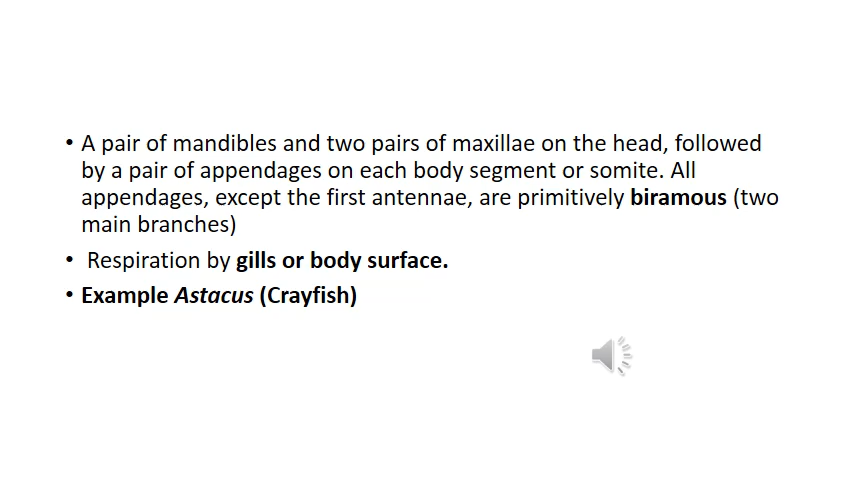 • A pair of mandibles and two pairs of maxillae on the head, followed
by a pair of appendages on each body segment or somite. All
appendages, except the first antennae, are primitively biramous (two
main branches)
• Respiration by gills or body surface.
• Example Astacus (Crayfish)